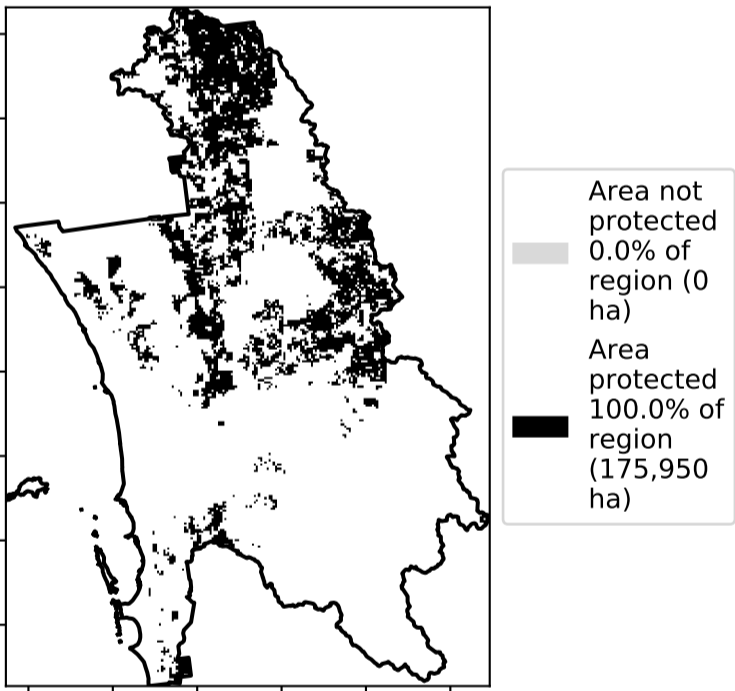 Area not
protected
0.0% of
region (0
ha)
Area
protected
100.0% of
region
(175,950
ha)